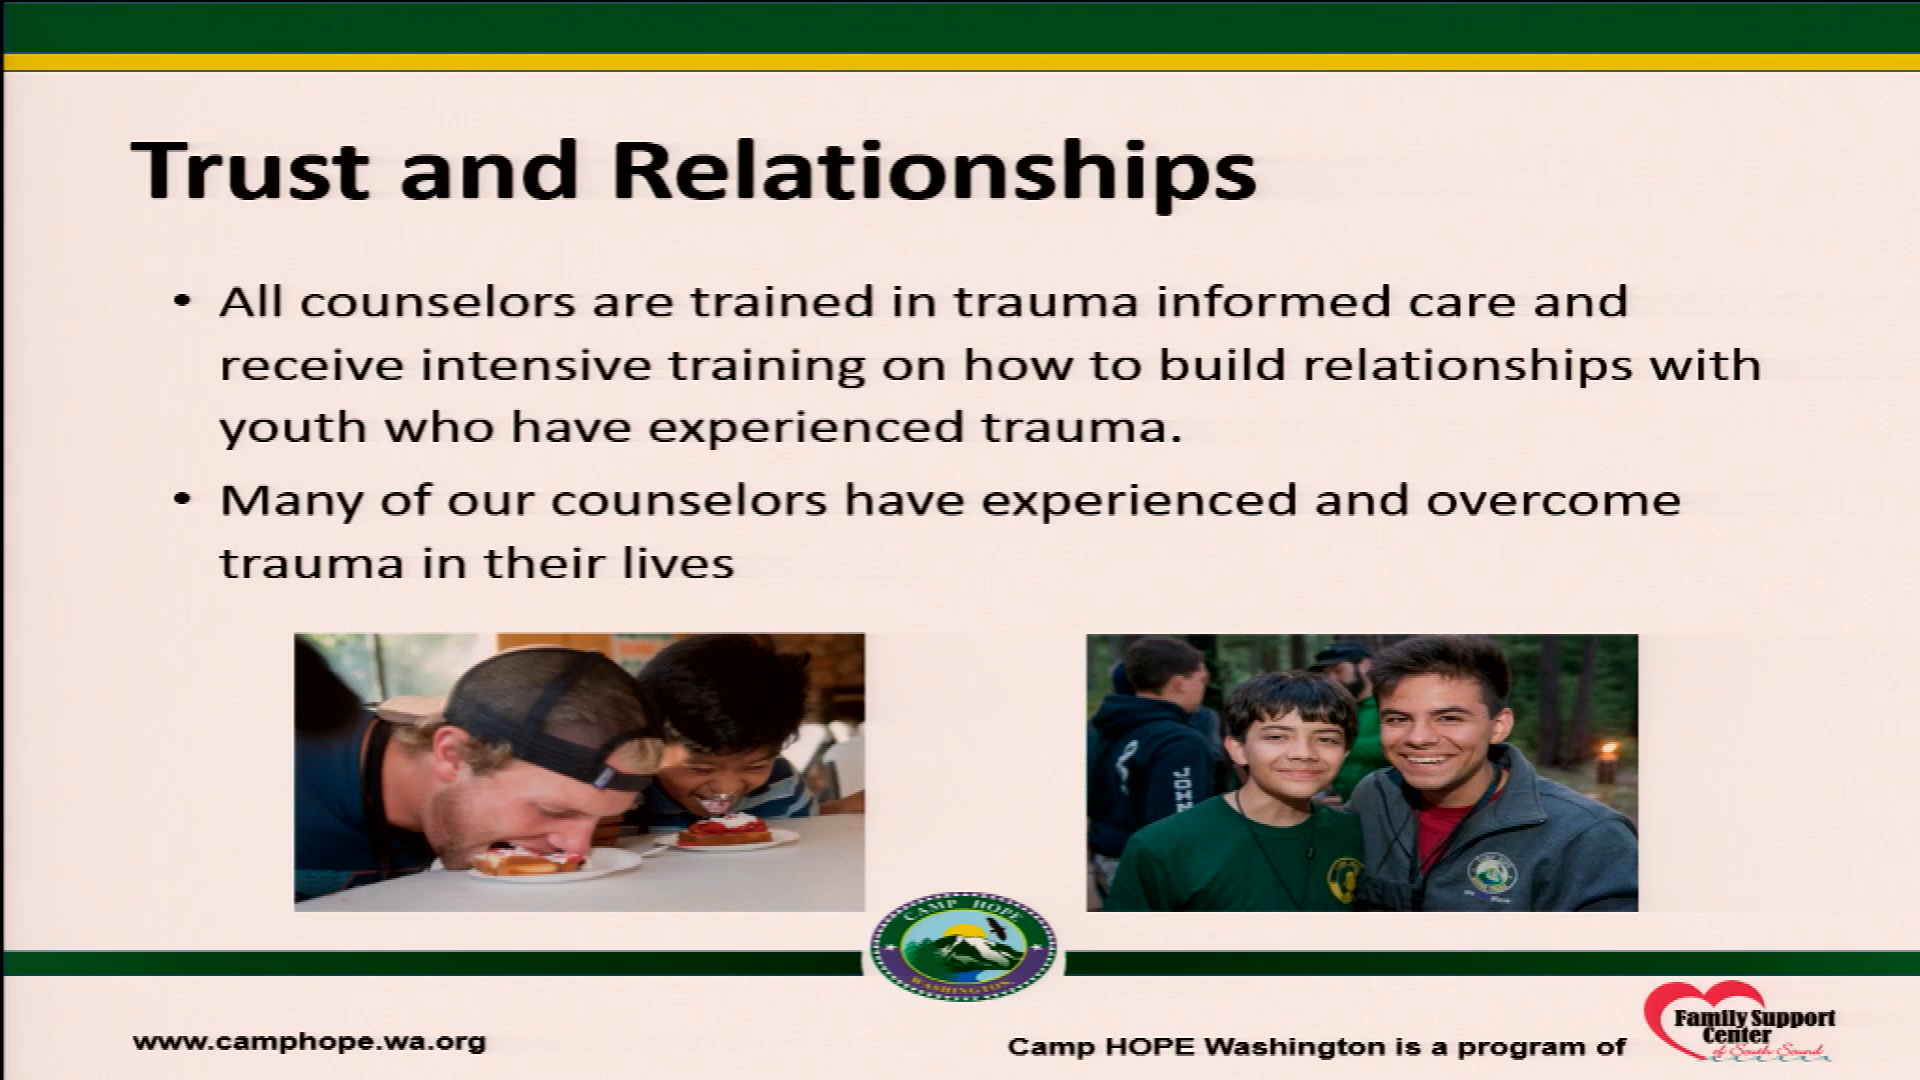 Trust and Relationships
• All counselors are trained in trauma informed care and
receive intensive training on how to build relationships with
youth who have experienced trauma.
• Many of our counselors have experienced and overcome
trauma in their lives
JOHN
CAMP HOPE
WASHINGTON
www.camphope.wa.org
Camp HOPE Washington is a program of
Family Support
Center
of South Sound